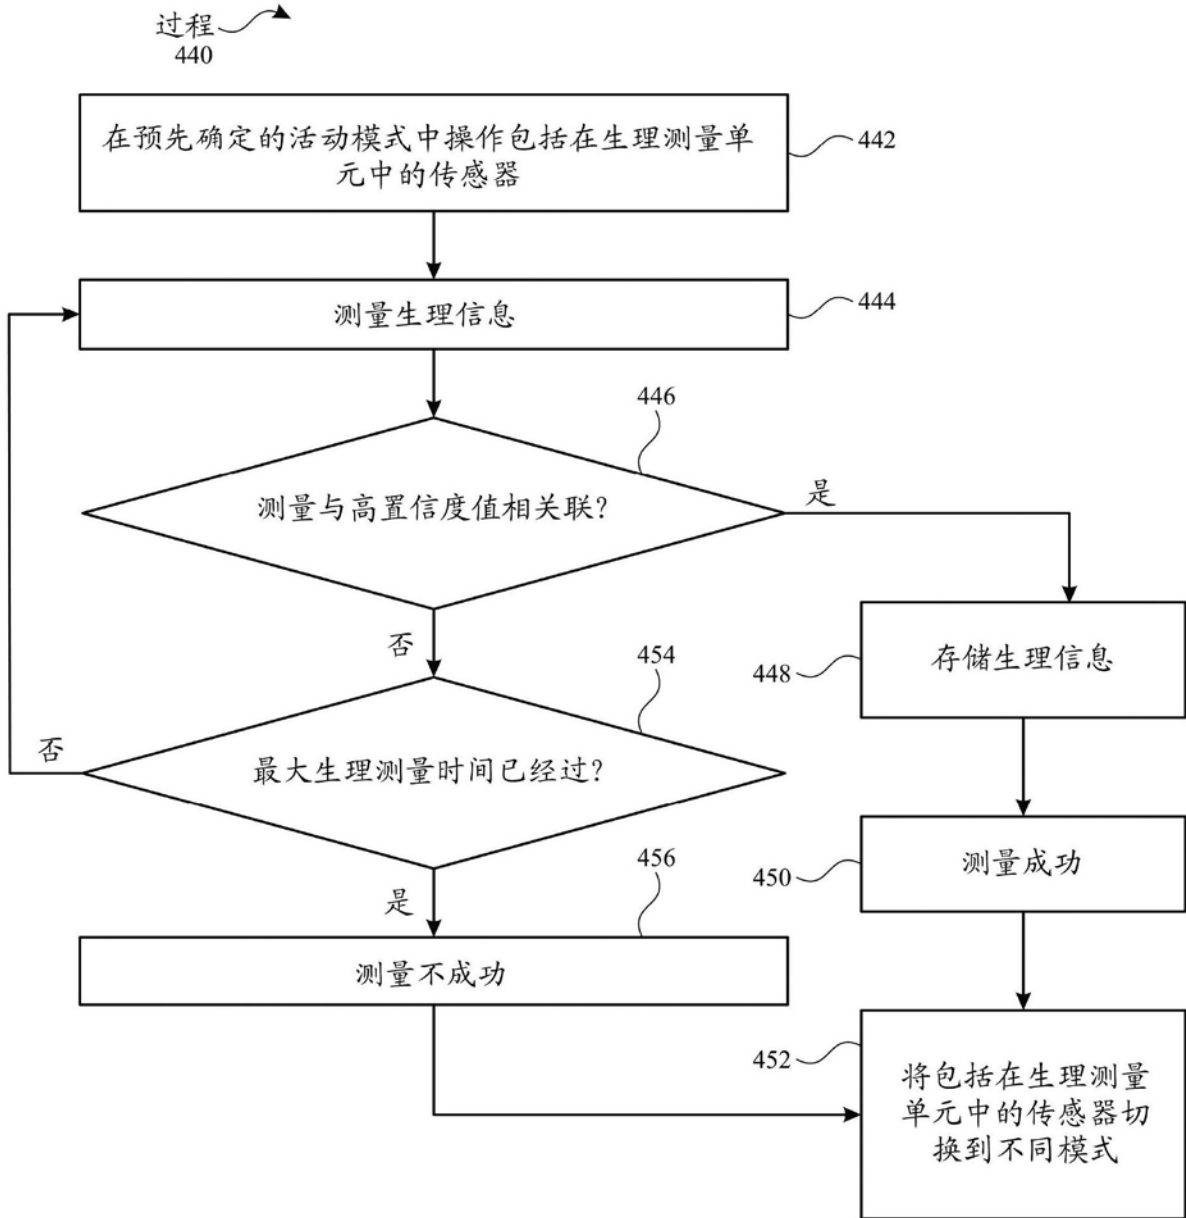 过程
440
在预先确定的活动模式中操作包括在生理测量单
元中的传感器
442
测量生理信息
444
446
测量与高置信度值相关联?
是
否
448
存储生理信息
454
最大生理测量时间已经过?
否
450
测量成功
456
是
测量不成功
452
将包括在生理测量
单元中的传感器切
换到不同模式